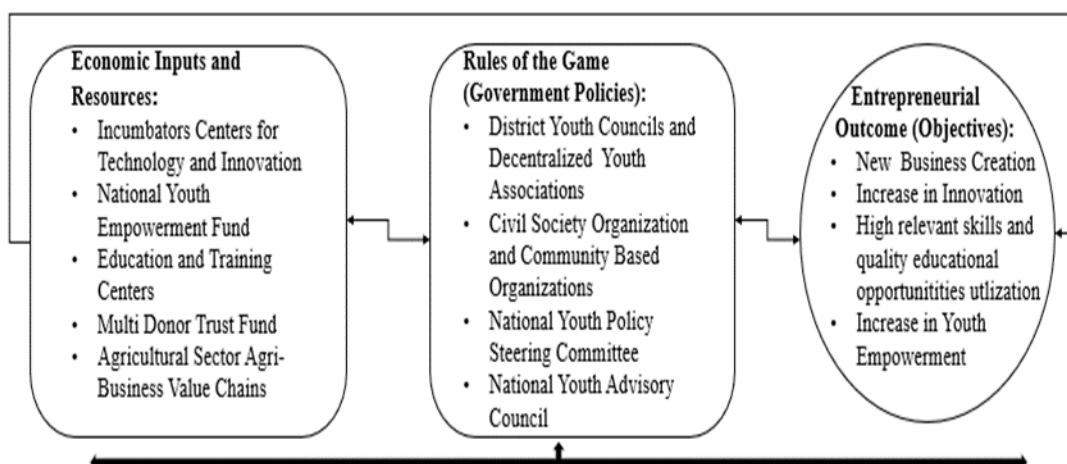 Economic Inputs and
Resources:
• Incumbators Centers for
Technology and Innovation
• National Youth
Empowerment Fund
• Education and Training
Centers
• Multi Donor Trust Fund
• Agricultural Sector Agri-
Business Value Chains
Rules of the Game
(Government Policies):
• District Youth Councils and
Decentralized Youth
Associations
• Civil Society Organization
and Community Based
Organizations
• National Youth Policy
Steering Committee
• National Youth Advisory
Council
Entrepreneurial
Outcome (Objectives):
• New Business Creation
• Increase in Innovation
• High relevant skills and
quality educational
opportunitities utlization
• Increase in Youth
Empowerment